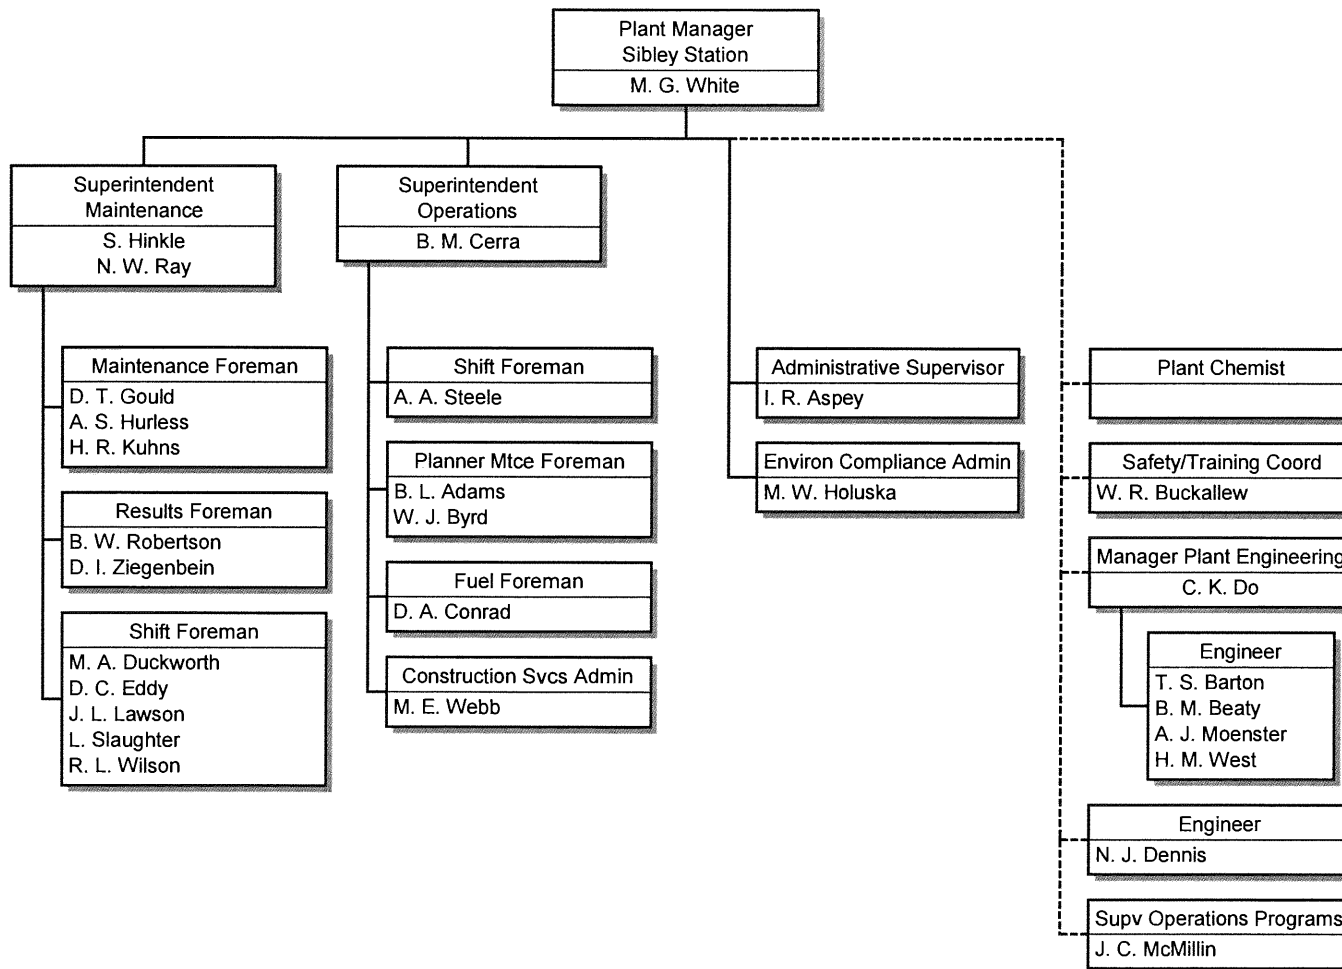 Plant Manager
Sibley Station
M. G. White
Superintendent
Maintenance
S. Hinkle
N. W. Ray
Maintenance Foreman
D. T. Gould
A. S. Hurless
H. R. Kuhns
Results Foreman
B. W. Robertson
D. I. Ziegenbein
Shift Foreman
M. A. Duckworth
D. C. Eddy
J. L. Lawson
L. Slaughter
R. L. Wilson
Superintendent
Operations
B. M. Cerra
Shift Foreman
A. A. Steele
Planner Mtce Foreman
B. L. Adams
W. J. Byrd
Fuel Foreman
D. A. Conrad
Construction Svcs Admin
M. E. Webb
Administrative Supervisor
I. R. Aspey
Environ Compliance Admin
M. W. Holuska
Plant Chemist
Safety/Training Coord
W. R. Buckallew
Manager Plant Engineering
C. K. Do
Engineer
T. S. Barton
B. M. Beaty
A. J. Moenster
H. M. West
Engineer
N. J. Dennis
Supv Operations Programs
J. C. McMillin